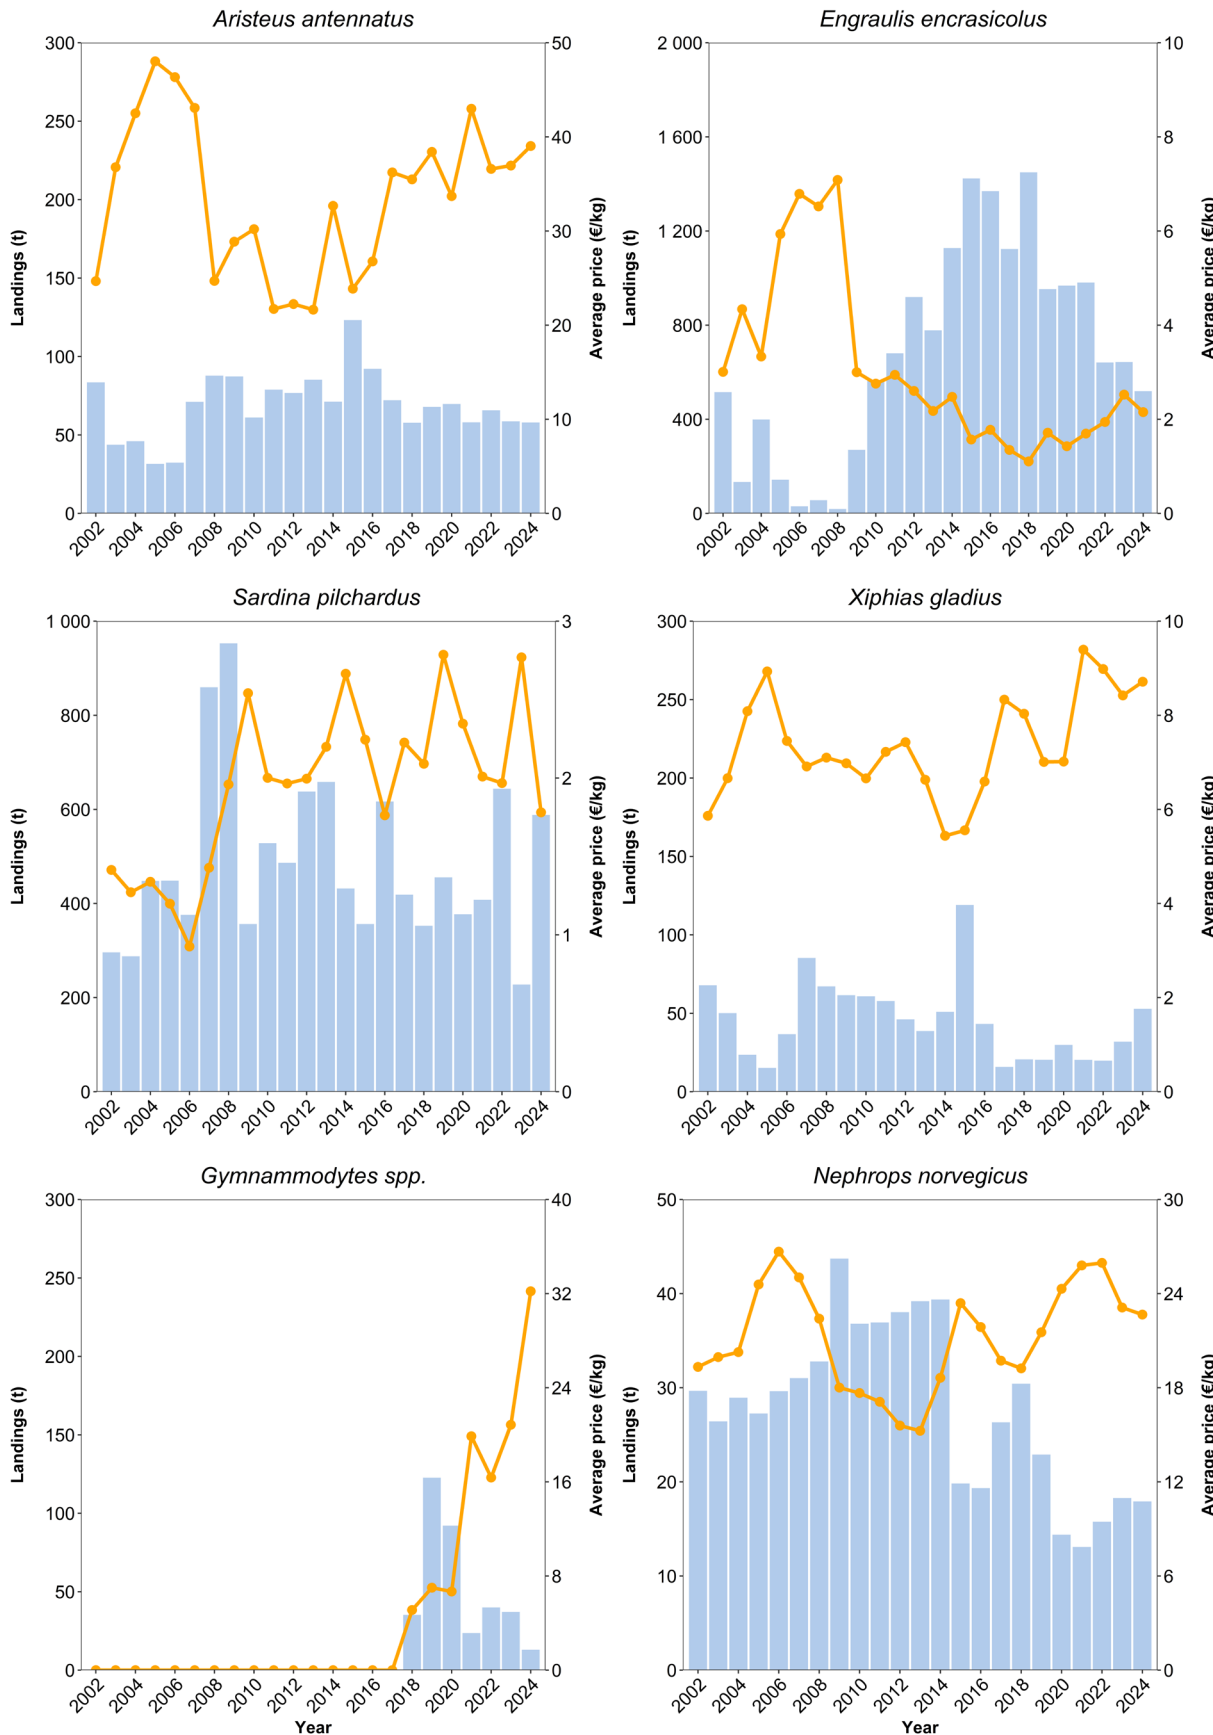 Aristeus antennatus
Engraulis encrasicolus
300
250
200
150
100
50
0
Landings (t)
50
40
30
20
10
0
Average price (€/kg)
2002 2004 2006 2008 2010 2012 2014 2016 2018 2020 2022 2024
2 000
1 600
1 200
800
400
0
Landings (t)
10
8
6
4
2
0
Average price (€/kg)
2002 2004 2006 2008 2010 2012 2014 2016 2018 2020 2022 2024
Sardina pilchardus
Xiphias gladius
1 000
800
600
400
200
0
Landings (t)
3
2
1
0
Average price (€/kg)
2002 2004 2006 2008 2010 2012 2014 2016 2018 2020 2022 2024
300
250
200
150
100
50
0
Landings (t)
10
8
6
4
2
0
Average price (€/kg)
2002 2004 2006 2008 2010 2012 2014 2016 2018 2020 2022 2024
Gymnammodytes spp.
Nephrops norvegicus
300
250
200
150
100
50
0
Landings (t)
40
32
24
16
8
0
Average price (€/kg)
2002 2004 2006 2008 2010 2012 2014 2016 2018 2020 2022 2024
Year
50
40
30
20
10
0
Landings (t)
30
24
18
12
6
0
Average price (€/kg)
2002 2004 2006 2008 2010 2012 2014 2016 2018 2020 2022 2024
Year